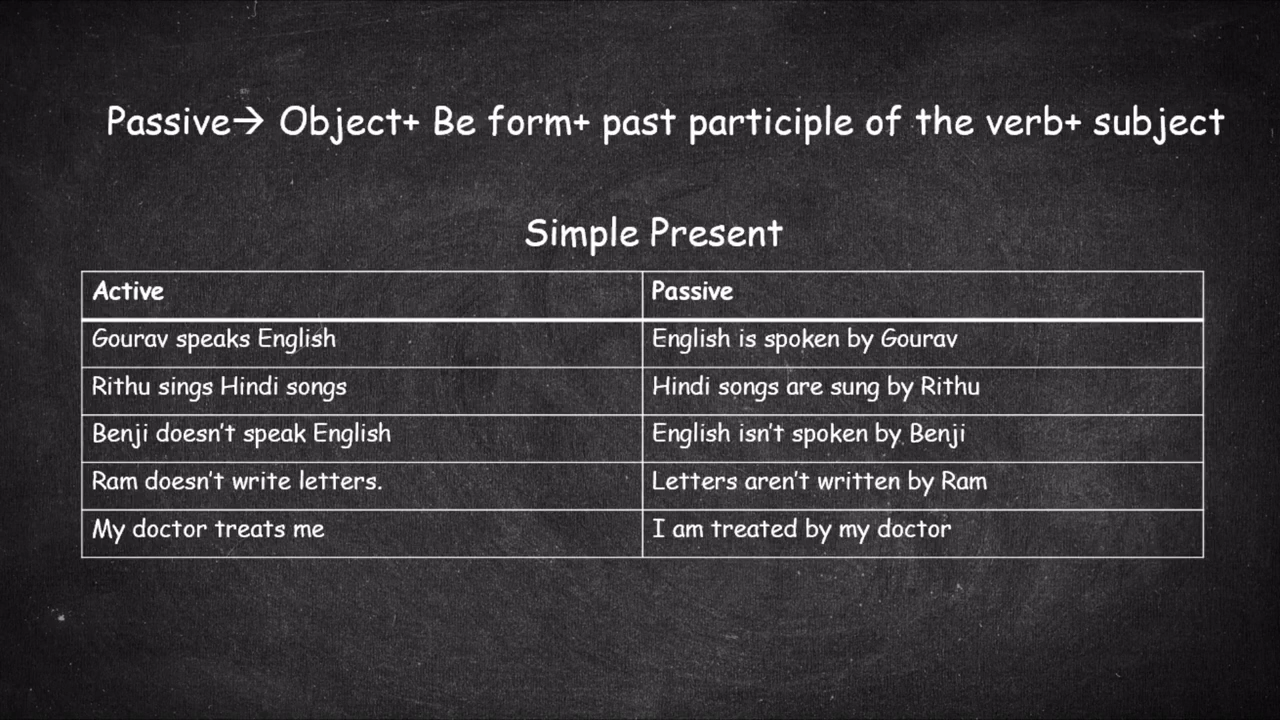 Passive→ Object+ Be form+ past participle of the verb+ subject
Simple Present
Active Passive
Gourav speaks English English is spoken by Gourav
Rithu sings Hindi songs Hindi songs are sung by Rithu
Benji doesn't speak English English isn't spoken by Benji
Ram doesn't write letters. Letters aren't written by Ram
My doctor treats me I am treated by my doctor